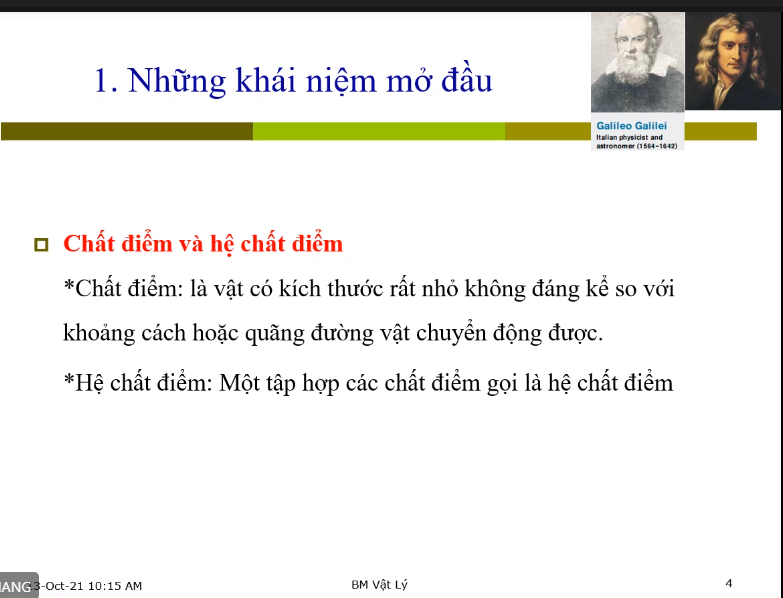 1. Những khái niệm mở đầu
Galileo Galilei
Italian physicist and
astronomer (1564-1642)
Chất điểm và hệ chất điểm
*Chất điểm: là vật có kích thước rất nhỏ không đáng kể so với
khoảng cách hoặc quãng đường vật chuyển động được.
*Hệ chất điểm: Một tập hợp các chất điểm gọi là hệ chất điểm
3-Oct-21 10:15 AM
BM Vật Lý
4